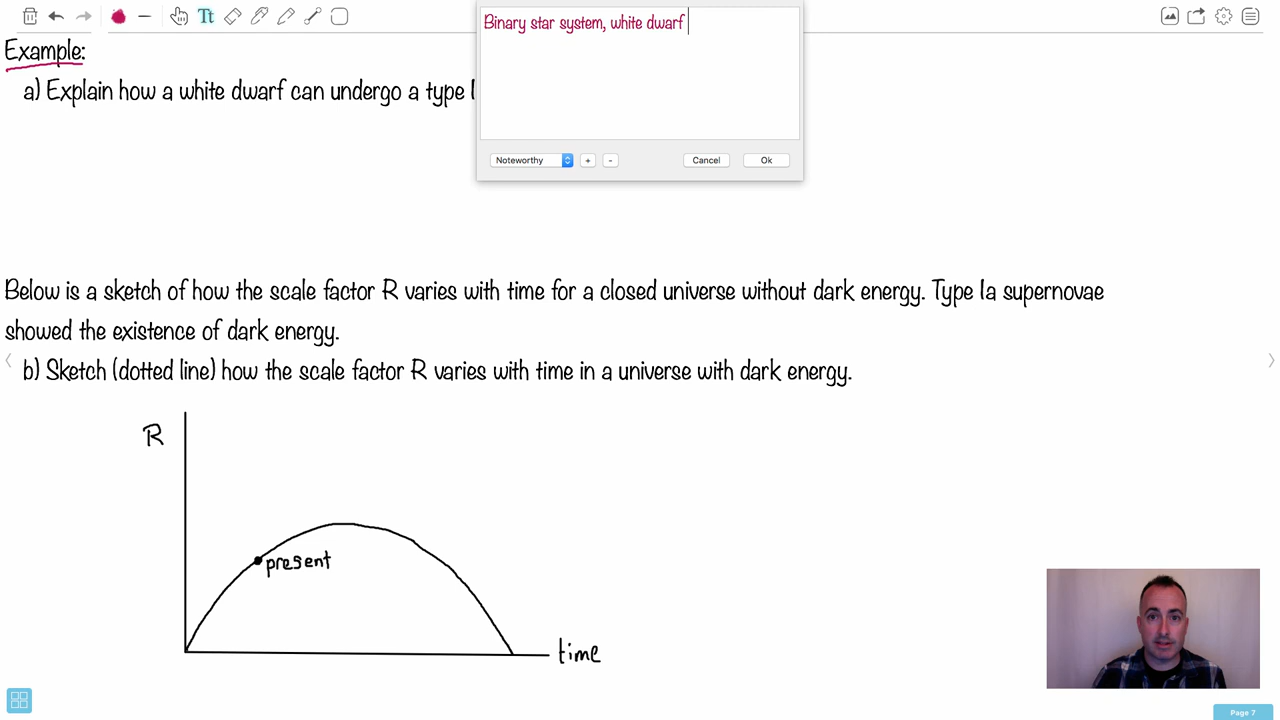 Binary star system, white dwarf
Example:
a) Explain how a white dwarf can undergo a type I
Noteworthy
+
-
Cancel
Ok
Below is a sketch of how the scale factor R varies with time for a closed universe without dark energy. Type Ia supernovae
showed the existence of dark energy.
b) Sketch (dotted line) how the scale factor R varies with time in a universe with dark energy.
R
present
time
Page 7
Tt